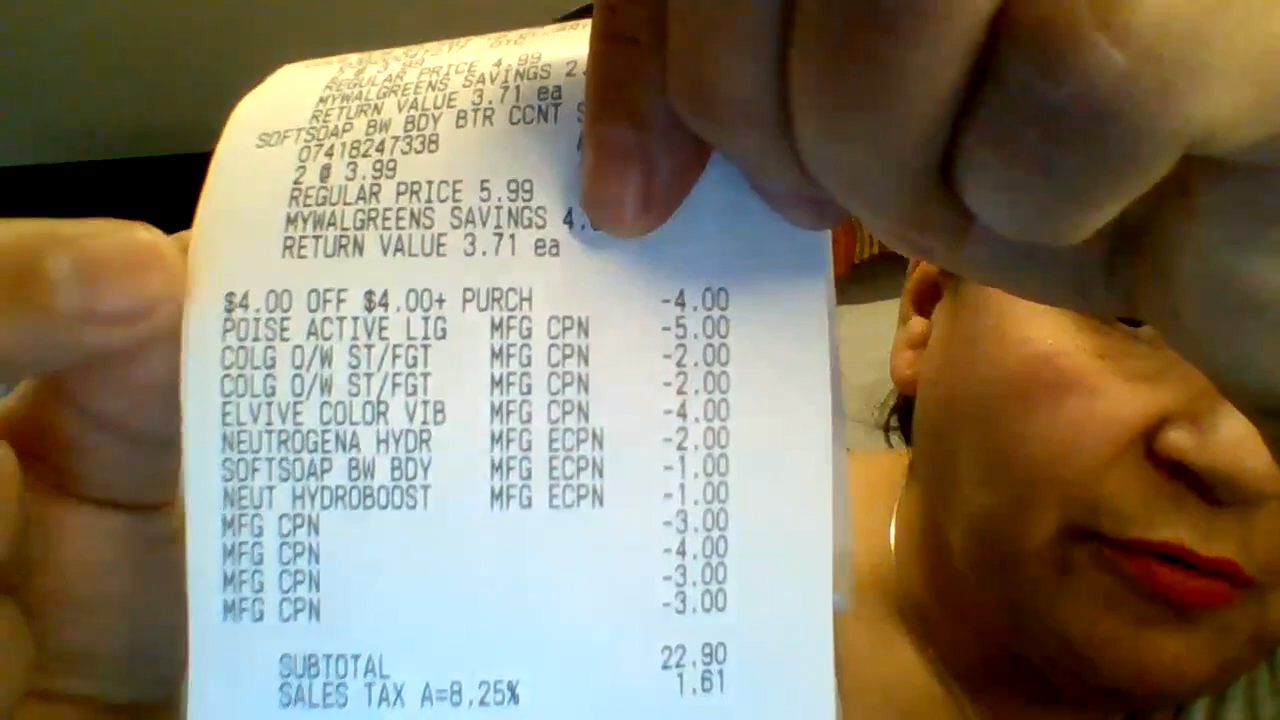 REGULAR PRICE 4.99
MYWALGREENS SAVINGS 2.
RETURN VALUE 3.71 ea
SOFTSOAP BW BDY BTR CCNT
07418247338
2 @ 3.99
REGULAR PRICE 5.99
MYWALGREENS SAVINGS 4.
RETURN VALUE 3.71 ea
$4.00 OFF $4.00+ PURCH -4.00
POISE ACTIVE LIG MFG CPN -5.00
COLG O/W ST/FGT MFG CPN -2.00
COLG O/W ST/FGT MFG CPN -2.00
ELVIVE COLOR VIB MFG CPN -4.00
NEUTROGENA HYDR MFG ECPN -2.00
SOFTSOAP BW BDY MFG ECPN -1.00
NEUT HYDROBOOST MFG ECPN -1.00
MFG CPN -3.00
MFG CPN -4.00
MFG CPN -3.00
MFG CPN -3.00
SUBTOTAL 22.90
SALES TAX A=8.25% 1.61